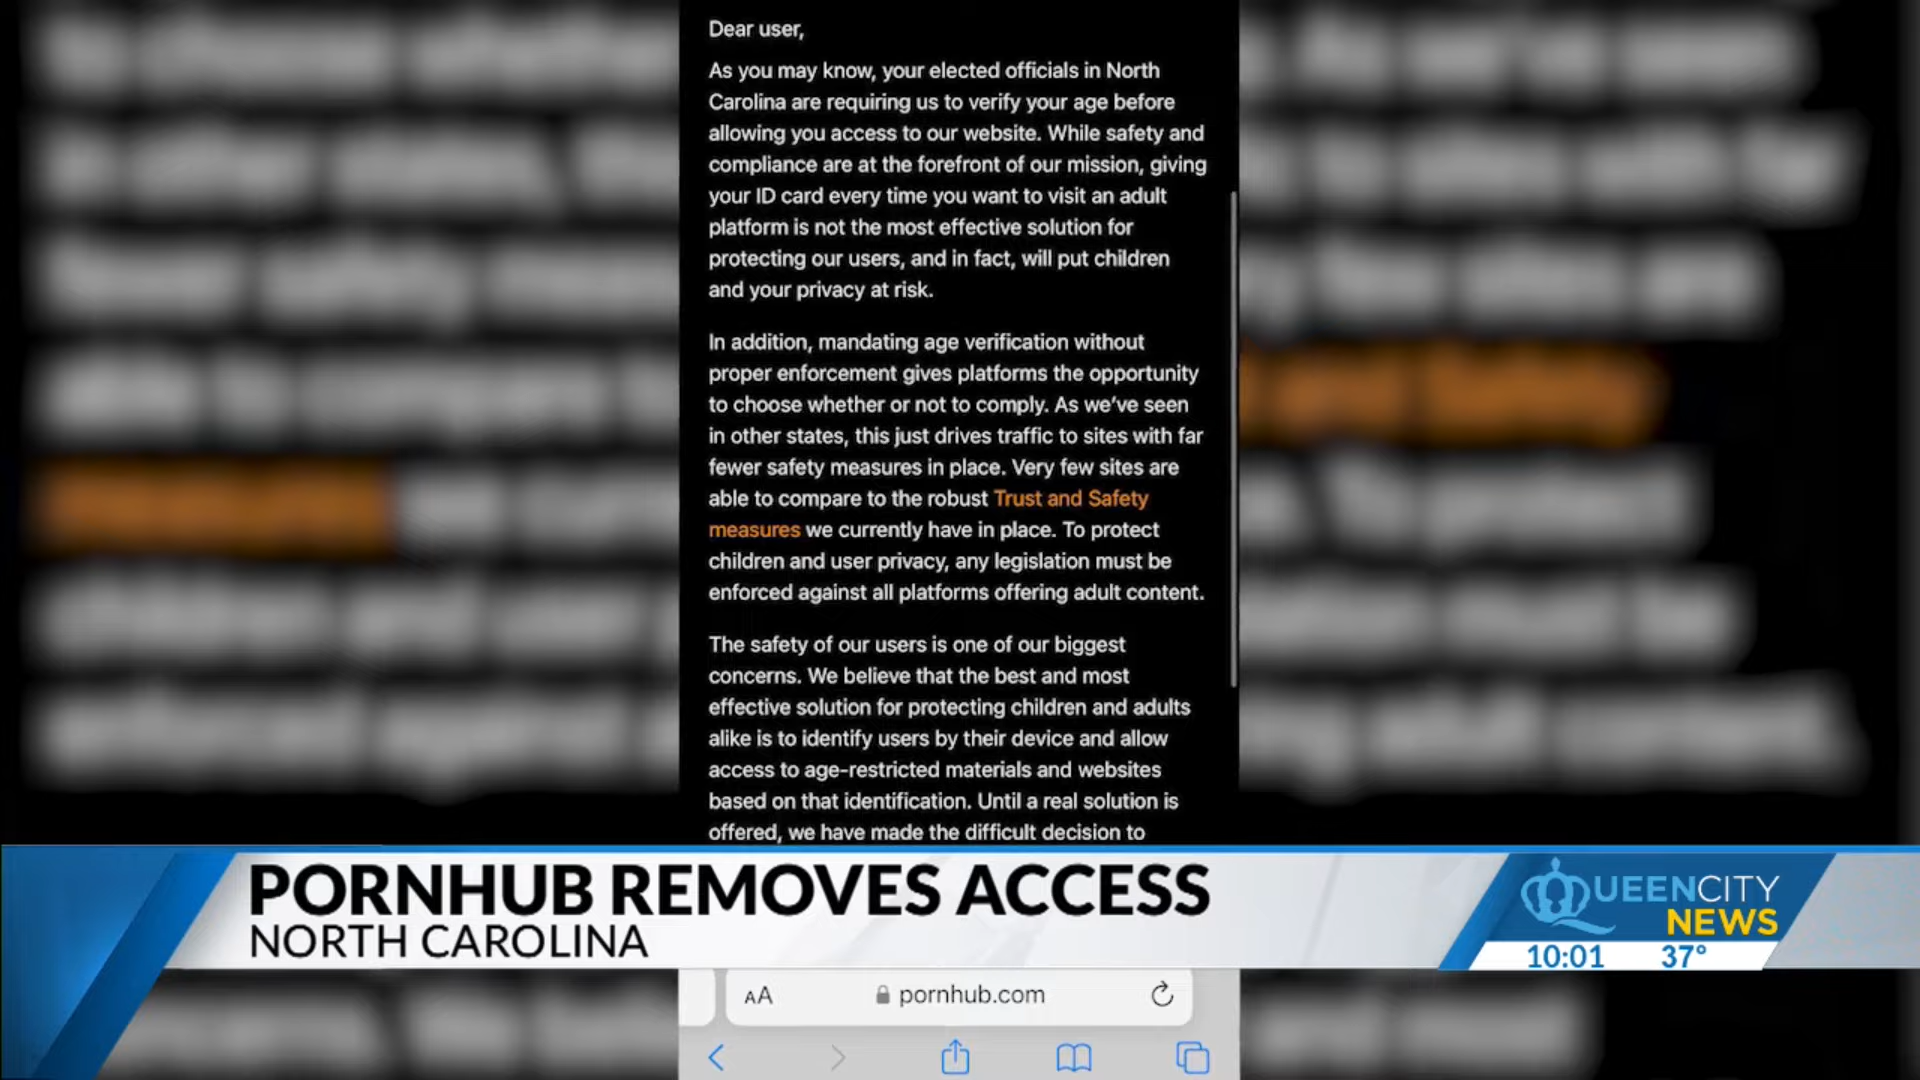 Dear user,
As you may know, your elected officials in North
Carolina are requiring us to verify your age before
allowing you access to our website. While safety and
compliance are at the forefront of our mission, giving
your ID card every time you want to visit an adult
platform is not the most effective solution for
protecting our users, and in fact, will put children
and your privacy at risk.
In addition, mandating age verification without
proper enforcement gives platforms the opportunity
to choose whether or not to comply. As we've seen
in other states, this just drives traffic to sites with far
fewer safety measures in place. Very few sites are
able to compare to the robust Trust and Safety
measures we currently have in place. To protect
children and user privacy, any legislation must be
enforced against all platforms offering adult content.
The safety of our users is one of our biggest
concerns. We believe that the best and most
effective solution for protecting children and adults
alike is to identify users by their device and allow
access to age-restricted materials and websites
based on that identification. Until a real solution is
offered, we have made the difficult decision to
PORNHUB REMOVES ACCESS
NORTH CAROLINA
QUEENCITY
NEWS
10:01 37°
AA pornhub.com